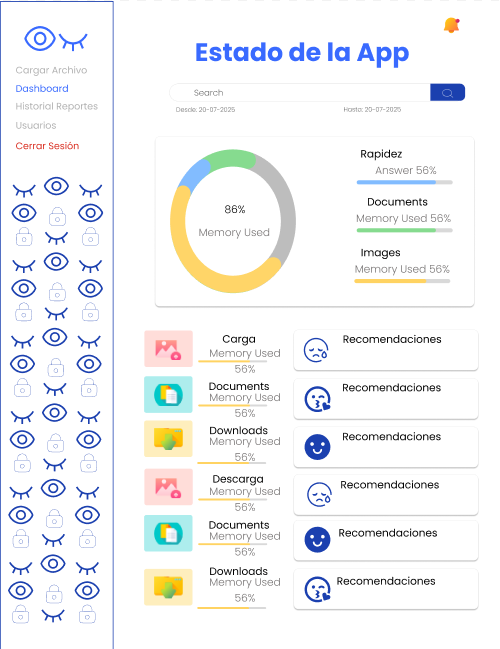 Estado de la App
Cargar Archivo
Dashboard
Historial Reportes
Usuarios
Cerrar Sesión
Search
Desde: 20-07-2025
Hasta: 20-07-2025
86%
Memory Used
Rapidez
Answer 56%
Documents
Memory Used 56%
Images
Memory Used 56%
Carga
Memory Used
56%
Recomendaciones
Documents
Memory Used
56%
Recomendaciones
Downloads
Memory Used
56%
Recomendaciones
Descarga
Memory Used
56%
Recomendaciones
Documents
Memory Used
56%
Recomendaciones
Downloads
Memory Used
56%
Recomendaciones